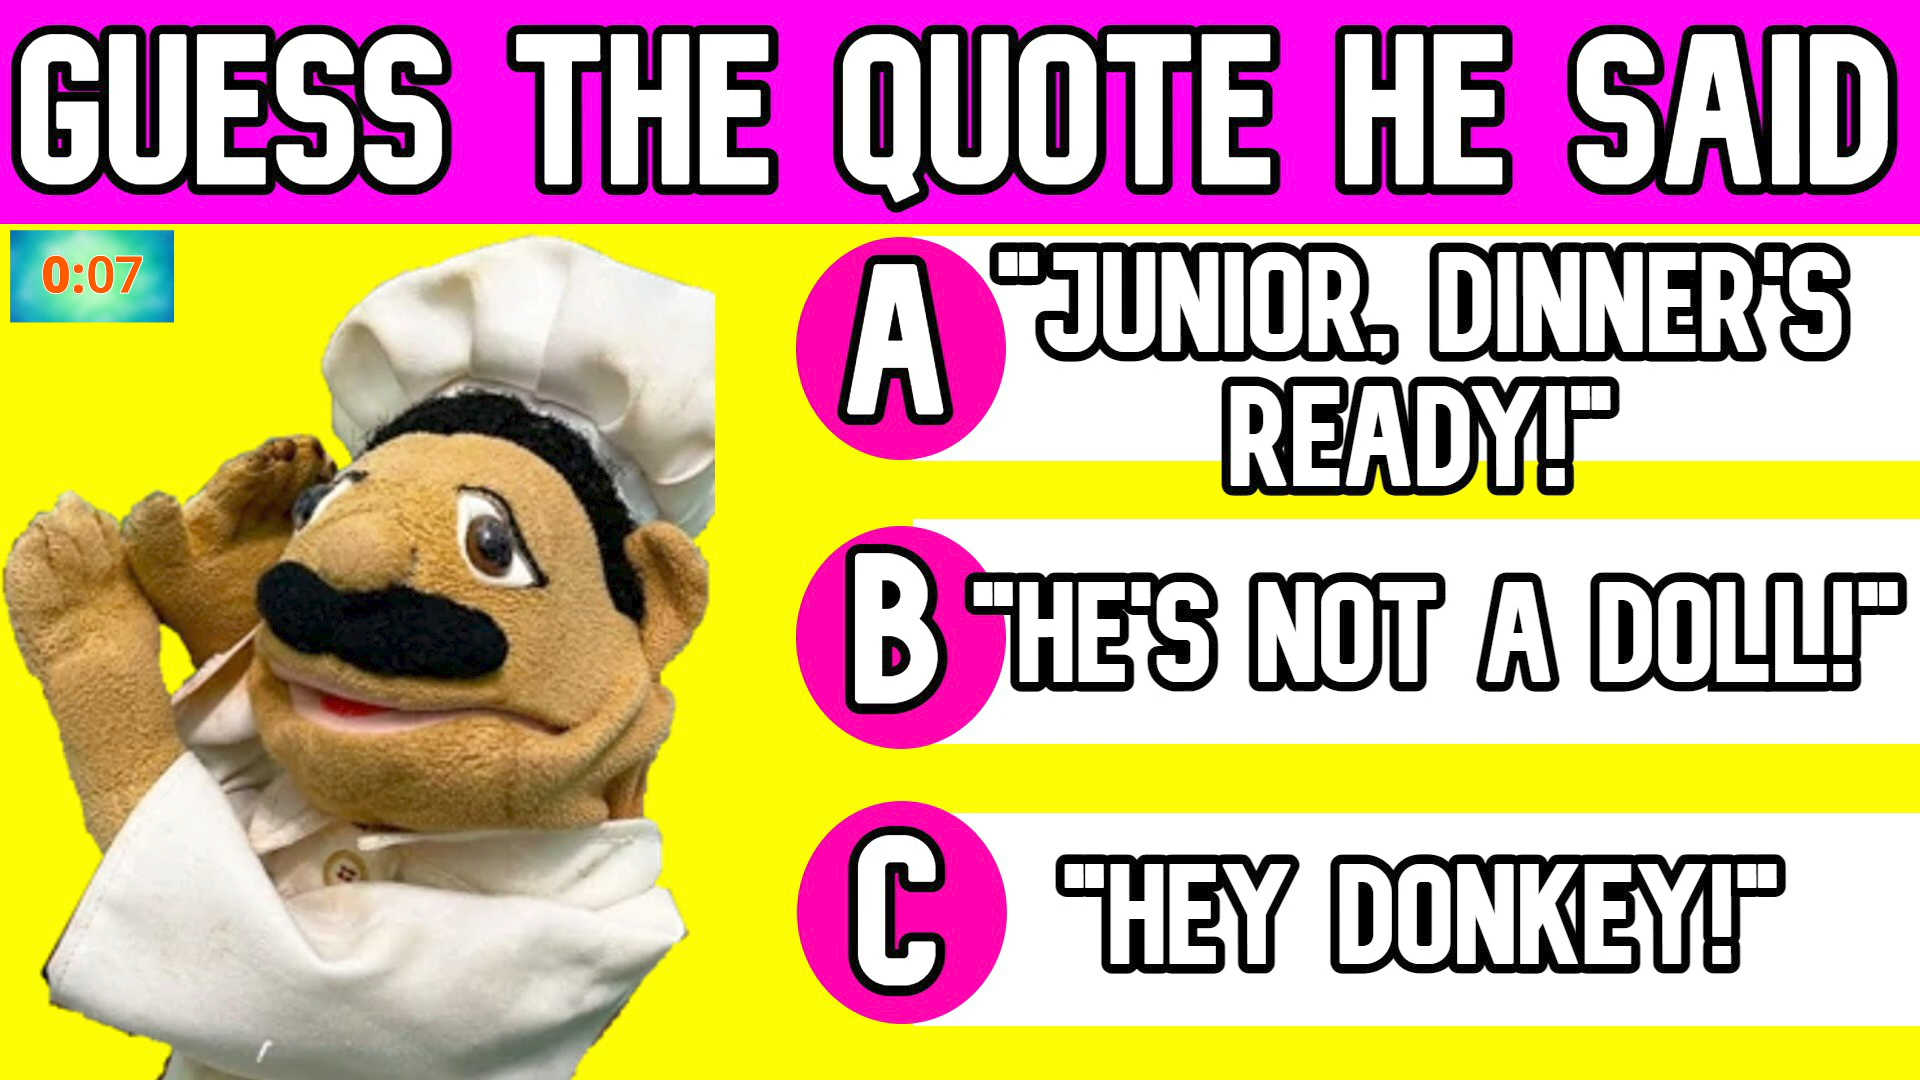 GUESS THE QUOTE HE SAID
0:07
A
"JUNIOR, DINNER'S
READY!"
B
"HE'S NOT A DOLL!"
C
"HEY DONKEY!"